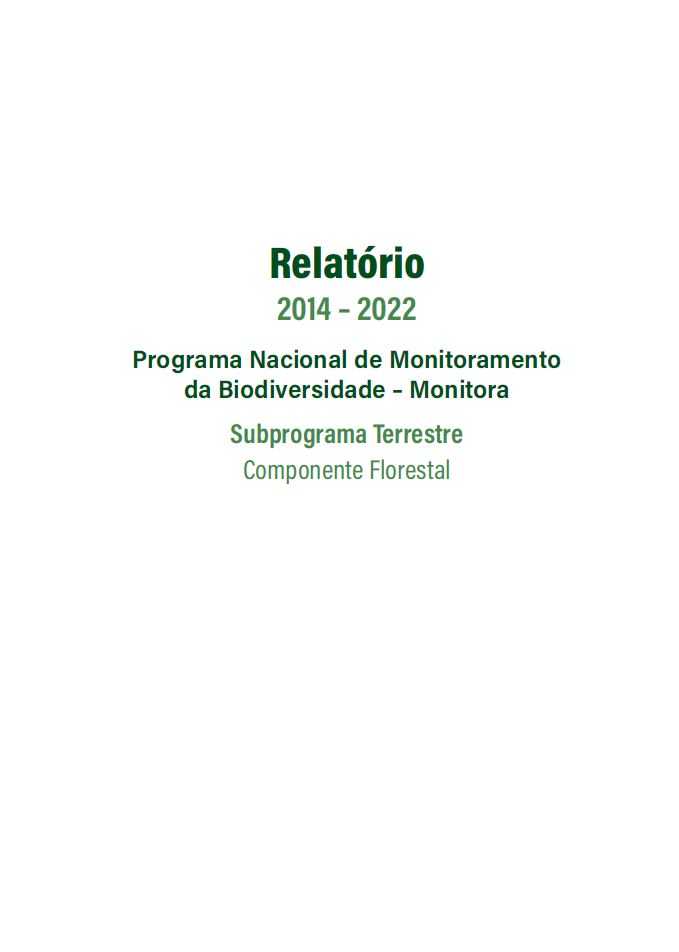 Relatório
2014 – 2022
Programa Nacional de Monitoramento
da Biodiversidade – Monitora
Subprograma Terrestre
Componente Florestal